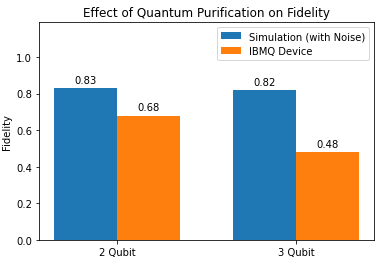 Effect of Quantum Purification on Fidelity
Simulation (with Noise)
IBMQ Device
Fidelity
1.0
0.8
0.6
0.4
0.2
0.0
0.83
0.68
0.82
0.48
2 Qubit
3 Qubit